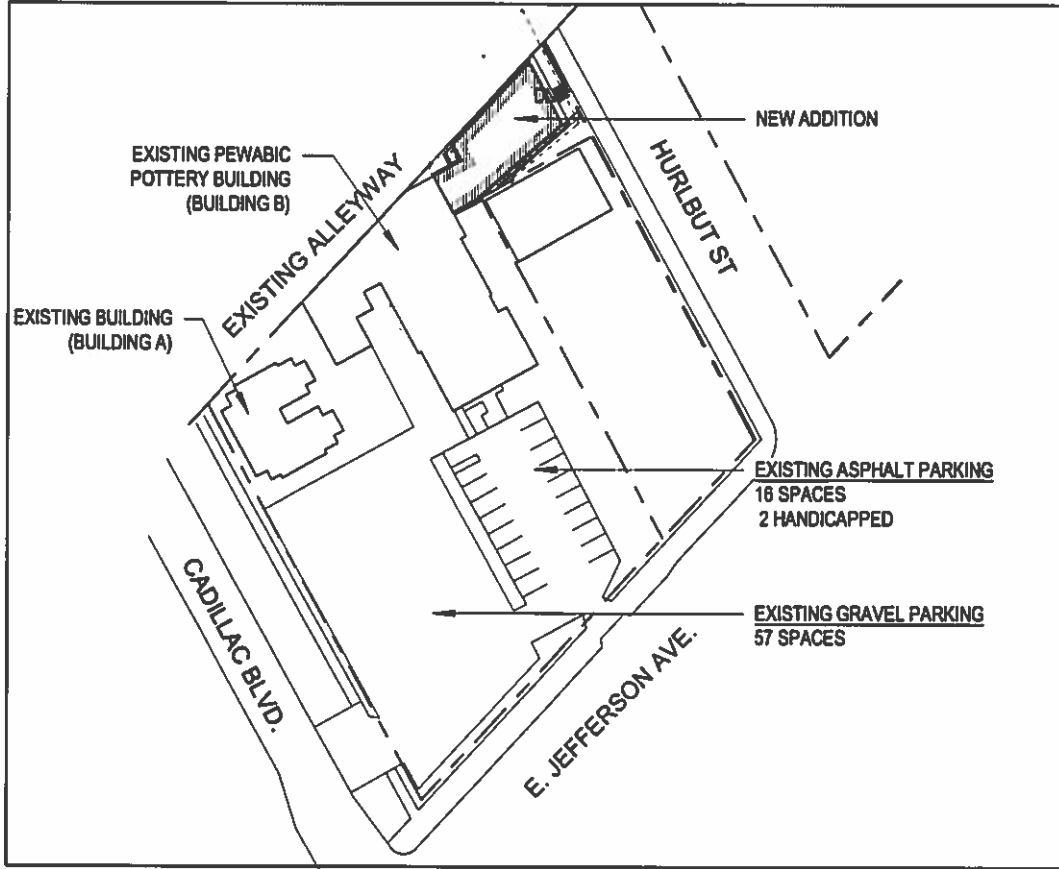 NEW ADDITION
EXISTING PEWABIC
POTTERY BUILDING
(BUILDING B)
HURLBUT ST
EXISTING ALLEYWAY
EXISTING BUILDING
(BUILDING A)
EXISTING ASPHALT PARKING
16 SPACES
2 HANDICAPPED
CADILLAC BLVD.
EXISTING GRAVEL PARKING
57 SPACES
E. JEFFERSON AVE.